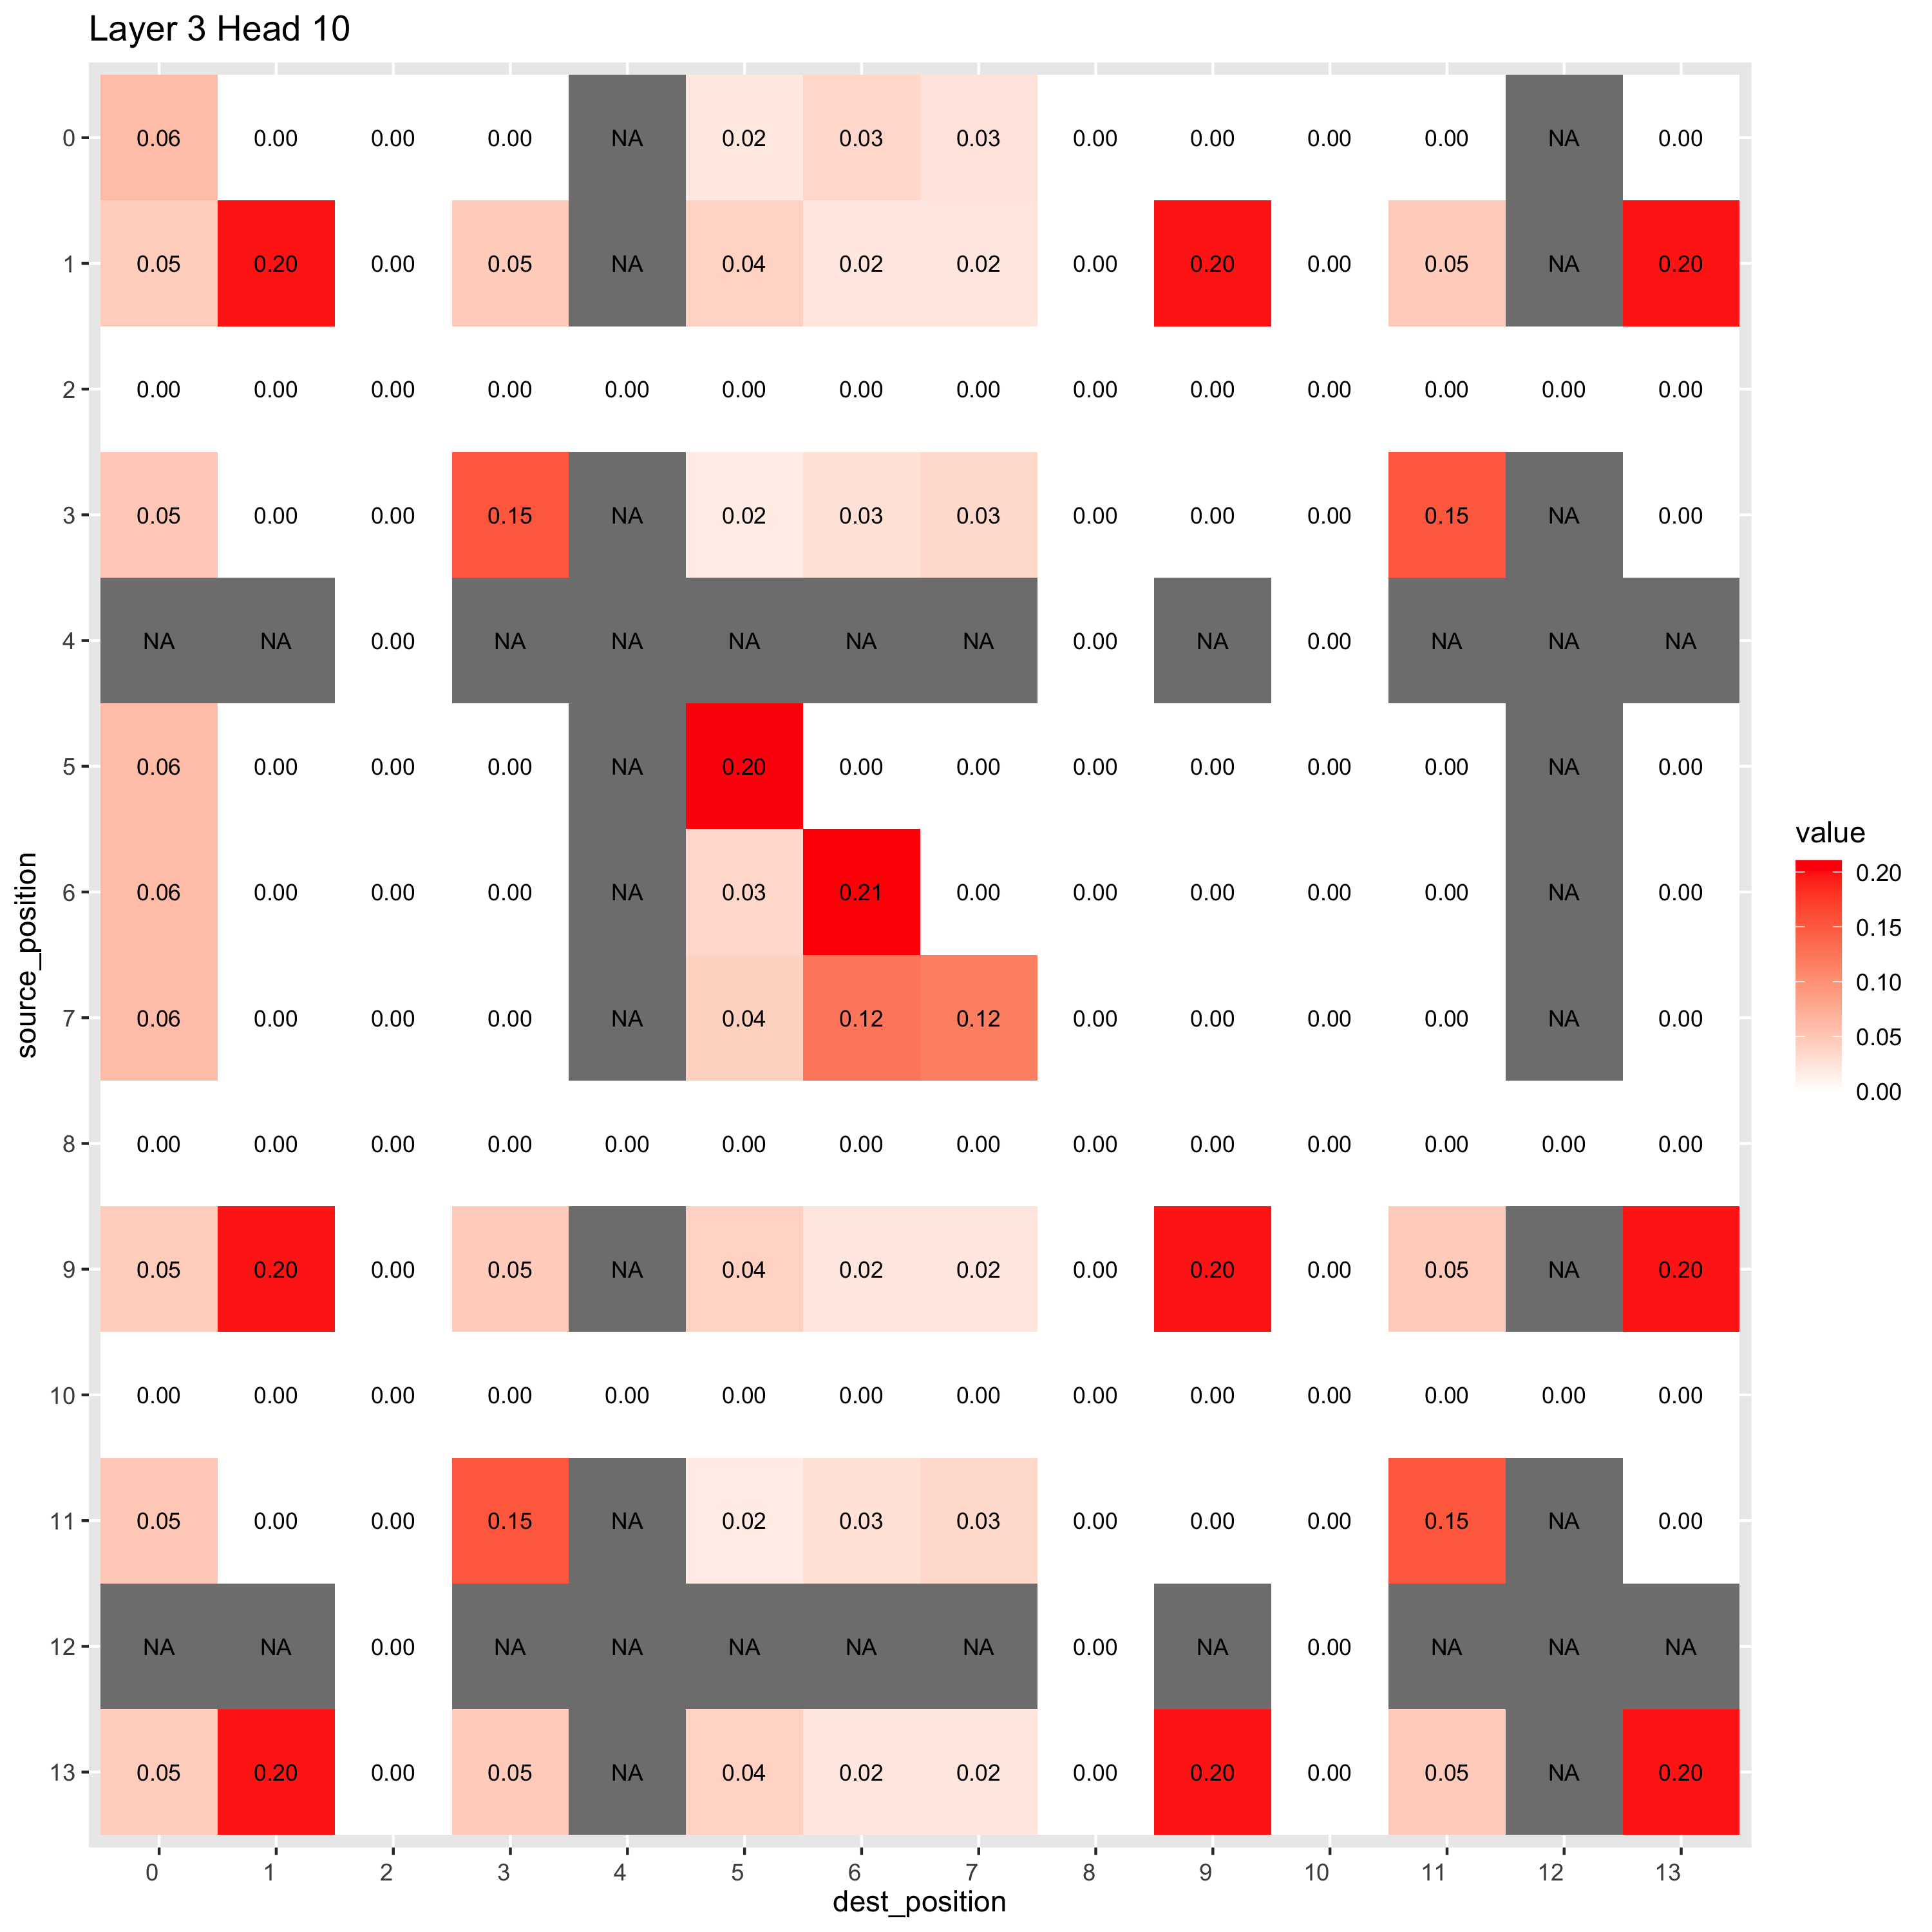 Layer 3 Head 10
0 0.06 0.00 0.00 0.00 NA 0.02 0.03 0.03 0.00 0.00 0.00 0.00 NA 0.00
1 0.05 0.20 0.00 0.05 NA 0.04 0.02 0.02 0.00 0.20 0.00 0.05 NA 0.20
2 0.00 0.00 0.00 0.00 0.00 0.00 0.00 0.00 0.00 0.00 0.00 0.00 0.00 0.00
3 0.05 0.00 0.00 0.15 NA 0.02 0.03 0.03 0.00 0.00 0.00 0.15 NA 0.00
4 NA NA 0.00 NA NA NA NA NA 0.00 NA 0.00 NA NA NA
5 0.06 0.00 0.00 0.00 NA 0.20 0.00 0.00 0.00 0.00 0.00 0.00 NA 0.00
6 0.06 0.00 0.00 0.00 NA 0.03 0.21 0.00 0.00 0.00 0.00 0.00 NA 0.00
7 0.06 0.00 0.00 0.00 NA 0.04 0.12 0.12 0.00 0.00 0.00 0.00 NA 0.00
8 0.00 0.00 0.00 0.00 0.00 0.00 0.00 0.00 0.00 0.00 0.00 0.00 0.00 0.00
9 0.05 0.20 0.00 0.05 NA 0.04 0.02 0.02 0.00 0.20 0.00 0.05 NA 0.20
10 0.00 0.00 0.00 0.00 0.00 0.00 0.00 0.00 0.00 0.00 0.00 0.00 0.00 0.00
11 0.05 0.00 0.00 0.15 NA 0.02 0.03 0.03 0.00 0.00 0.00 0.15 NA 0.00
12 NA NA 0.00 NA NA NA NA NA 0.00 NA 0.00 NA NA NA
13 0.05 0.20 0.00 0.05 NA 0.04 0.02 0.02 0.00 0.20 0.00 0.05 NA 0.20
0 1 2 3 4 5 6 7 8 9 10 11 12 13
dest_position
source_position
value
0.20
0.15
0.10
0.05
0.00